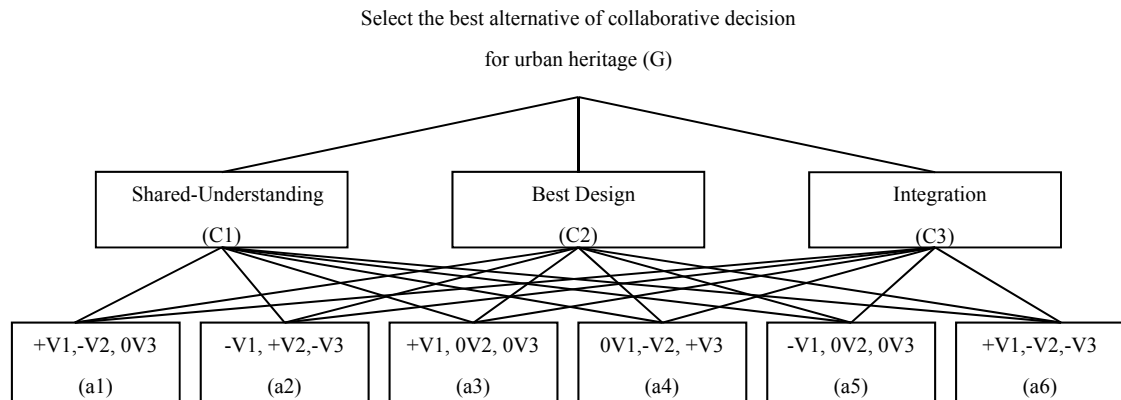 Select the best alternative of collaborative decision
for urban heritage (G)
Shared-Understanding
(C1)
Best Design
(C2)
Integration
(C3)
+V1,-V2, 0V3
(a1)
-V1, +V2,-V3
(a2)
+V1, 0V2, 0V3
(a3)
0V1,-V2, +V3
(a4)
-V1, 0V2, 0V3
(a5)
+V1,-V2,-V3
(a6)